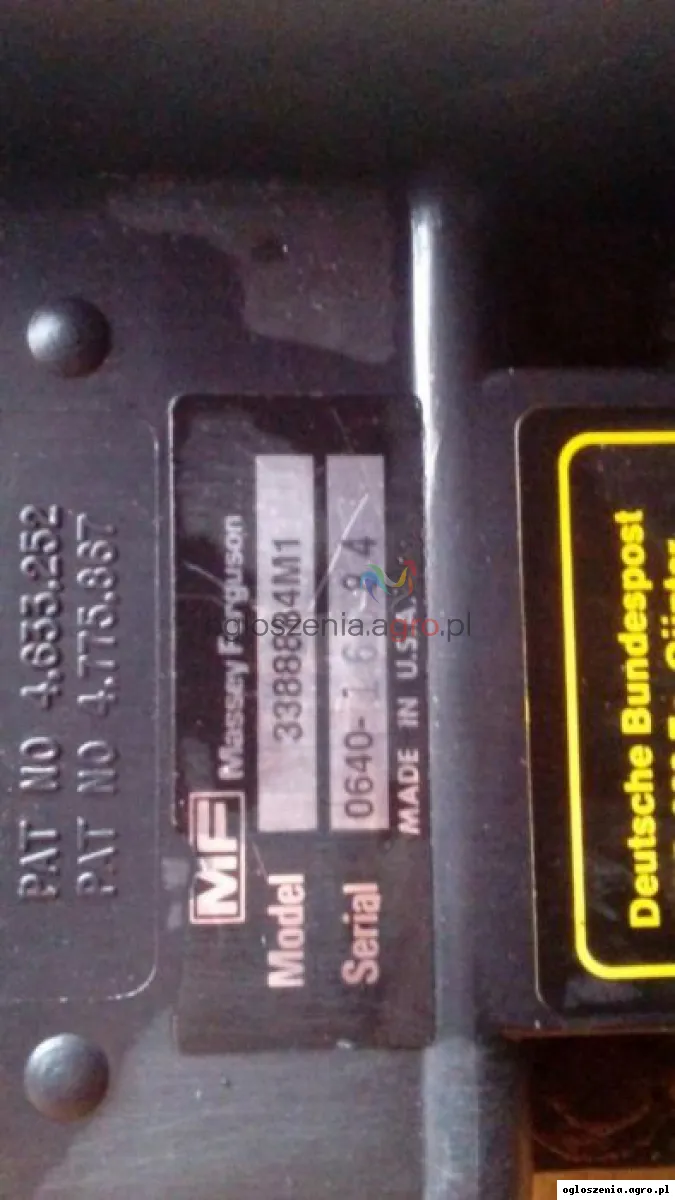 PAT NO 4.655.252
PAT NO 4.775.867
MF Massey Ferguson
Model 3388864M1
Serial
MADE IN U.S.A.
Deutsche Bundespost
ogloszenia.agro.pl
ogloszenia.agro.pl